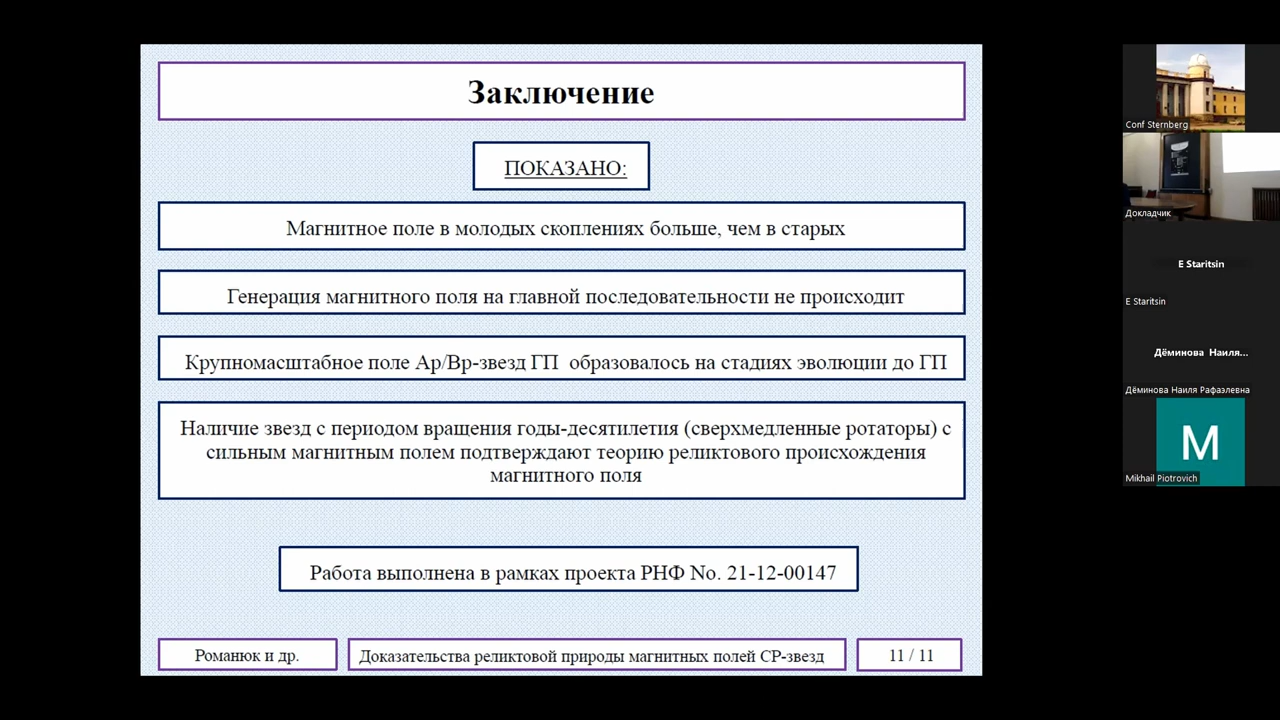 Заключение
ПОКАЗАНО:
Магнитное поле в молодых скоплениях больше, чем в старых
Генерация магнитного поля на главной последовательности не происходит
Крупномасштабное поле Ap/Bp-звезд ГП образовалось на стадиях эволюции до ГП
Наличие звезд с периодом вращения годы-десятилетия (сверхмедленные ротаторы) с
сильным магнитным полем подтверждают теорию реликтового происхождения
магнитного поля
Работа выполнена в рамках проекта РНФ No. 21-12-00147
Романюк и др.
Доказательства реликтовой природы магнитных полей CP-звезд
11 / 11
Conf Sternberg
Докладчик
E Staritsin
E Staritsin
Дёминова Наиля...
Дёминова Наиля Рафаэлевна
M
Mikhail Piotrovich